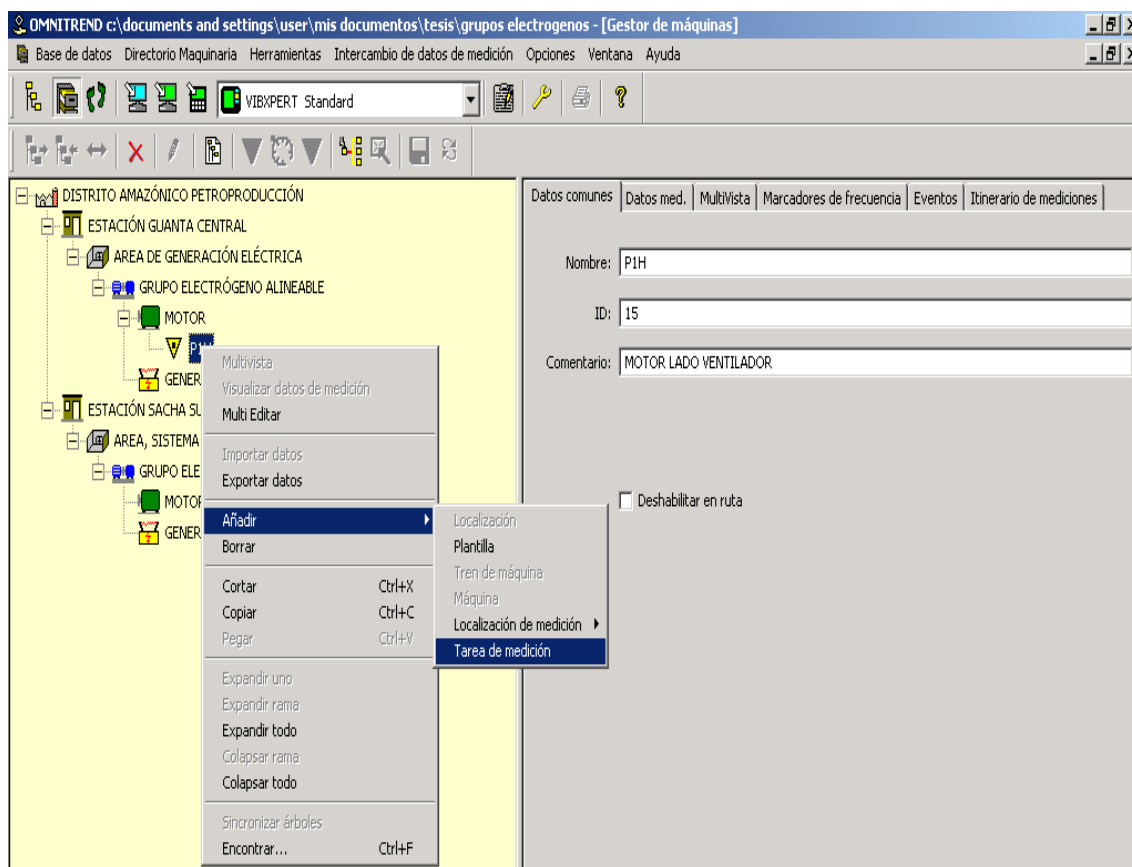 OMNITREND c:\documents and settings\user\mis documentos\tesis\grupos electrogenos - [Gestor de máquinas]
Base de datos Directorio Maquinaria Herramientas Intercambio de datos de medición Opciones Ventana Ayuda
VIBXPERT Standard
DISTRITO AMAZÓNICO PETROPRODUCCIÓN
ESTACIÓN GUANTA CENTRAL
AREA DE GENERACIÓN ELÉCTRICA
GRUPO ELECTRÓGENO ALINEABLE
MOTOR
P1H
GENER
ESTACIÓN SACHA SU
AREA, SISTEMA
GRUPO ELE
MOTOR
GENER
Multivista
Visualizar datos de medición
Multi Editar
Importar datos
Exportar datos
Añadir
Borrar
Cortar Ctrl+X
Copiar Ctrl+C
Pegar Ctrl+V
Expandir uno
Expandir rama
Expandir todo
Colapsar rama
Colapsar todo
Sincronizar árboles
Encontrar... Ctrl+F
Localización
Plantilla
Tren de máquina
Máquina
Localización de medición
Tarea de medición
Datos comunes Datos med. MultiVista Marcadores de frecuencia Eventos Itinerario de mediciones
Nombre: P1H
ID: 15
Comentario: MOTOR LADO VENTILADOR
Deshabilitar en ruta